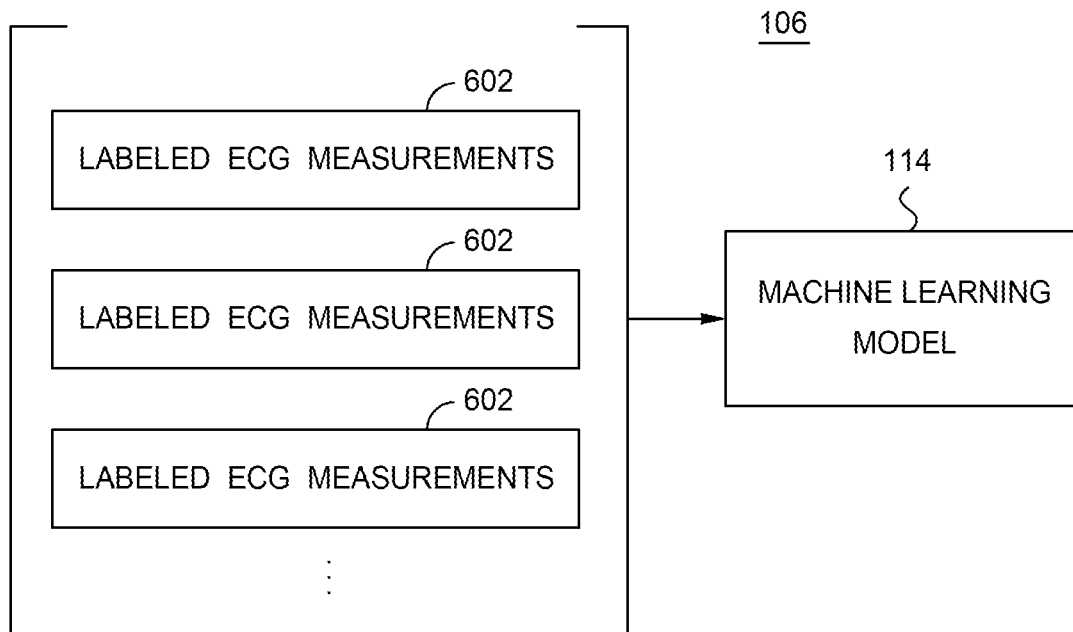 106
602
LABELED ECG MEASUREMENTS
602
LABELED ECG MEASUREMENTS
602
LABELED ECG MEASUREMENTS
114
MACHINE LEARNING
MODEL